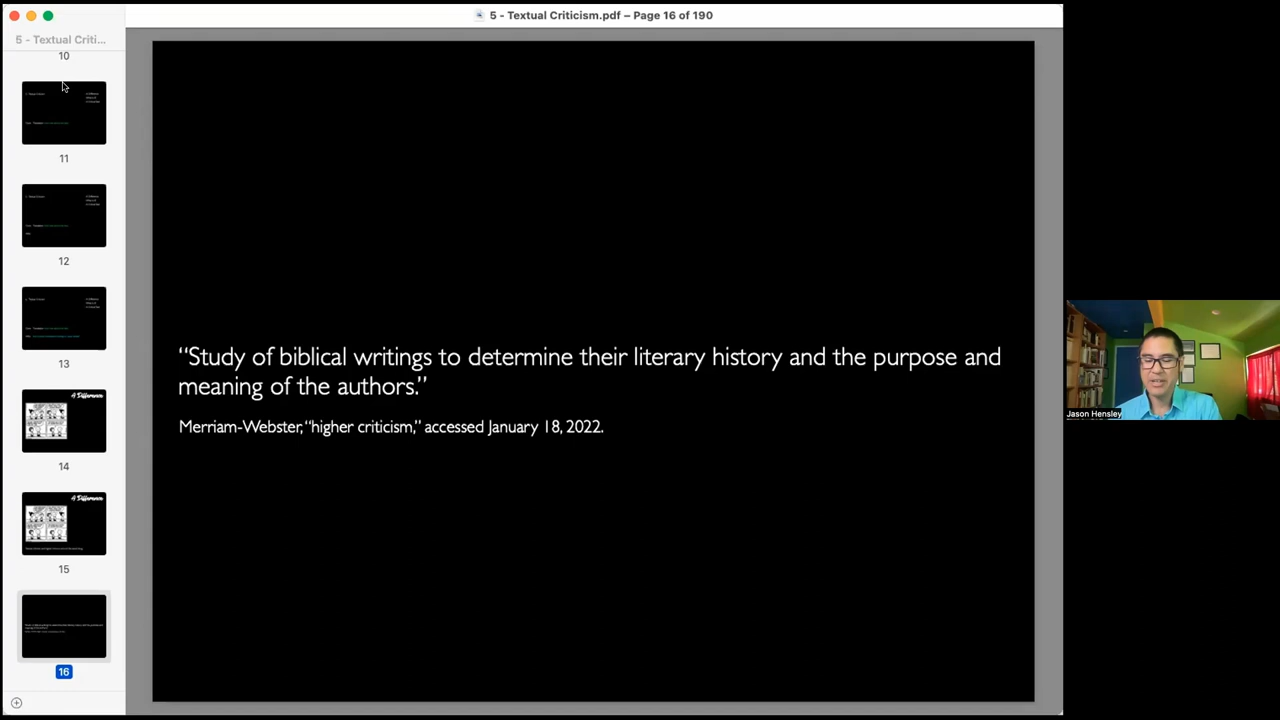 5 - Textual Criticism.pdf – Page 16 of 190
5 - Textual Criti...
10
11
12
13
A Difference
14
A Difference
15
16
“Study of biblical writings to determine their literary history and the purpose and
meaning of the authors.”
Merriam-Webster, “higher criticism,” accessed January 18, 2022.
Jason Hensley